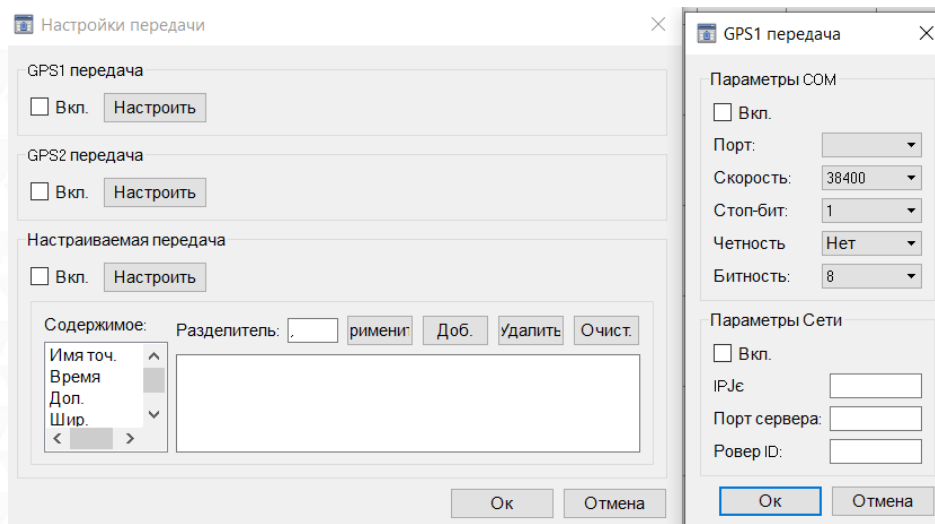 Настройки передачи
GPS1 передача
Вкл. Настроить
GPS2 передача
Вкл. Настроить
Настраиваемая передача
Вкл. Настроить
Содержимое:
Разделитель: , рименит Доб. Удалить Очист.
Имя точ.
Время
Дол.
Шир.
Ок Отмена
GPS1 передача
Параметры COM
Вкл.
Порт:
Скорость: 38400
Стоп-бит: 1
Четность Нет
Битность: 8
Параметры Сети
Вкл.
IPJє
Порт сервера:
Ровер ID:
Ок Отмена